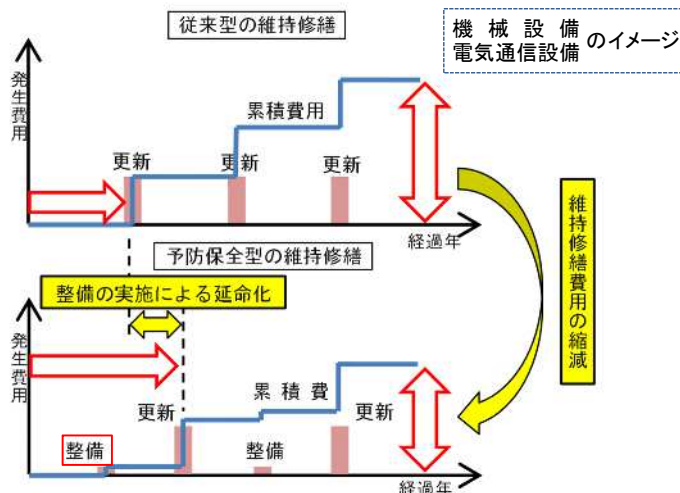 従来型の維持修繕
機械設備
電気通信設備
のイメージ
発生費用
累積費用
更新
更新
更新
経過年
維持修繕費用の縮減
予防保全型の維持修繕
整備の実施による延命化
発生費用
累積費
更新
更新
整備
整備
経過年